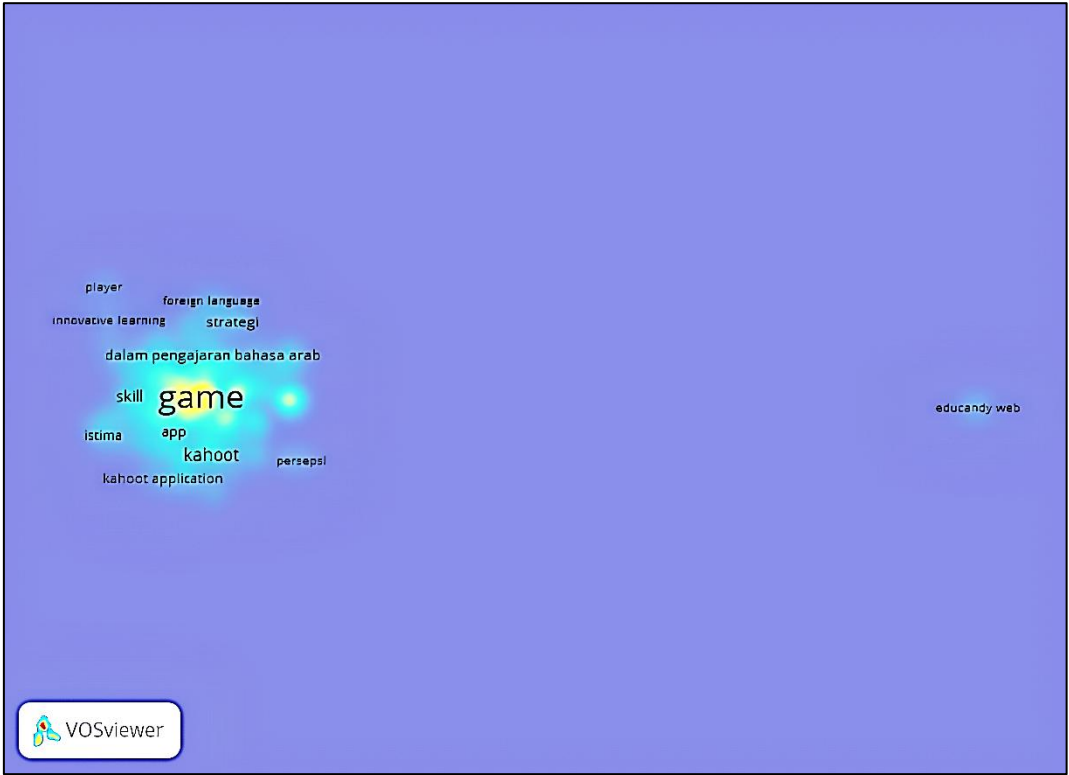 player
foreign language
innovative learning
strategi
dalam pengajaran bahasa arab
skill
game
educandy web
istima
app
kahoot
persepsi
kahoot application
VOSviewer